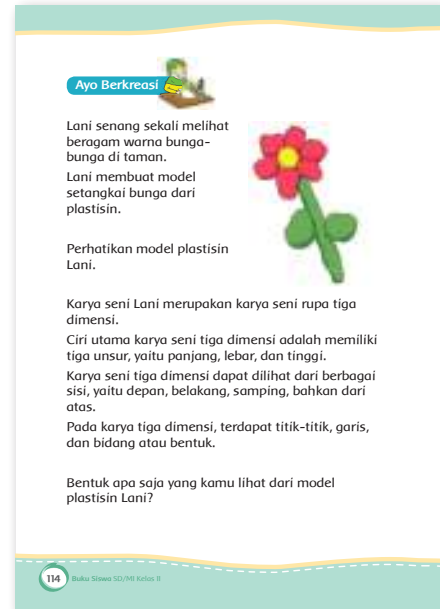 Ayo Berkreasi
Lani senang sekali melihat
beragam warna bunga-
bunga di taman.
Lani membuat model
setangkai bunga dari
plastisin.
Perhatikan model plastisin
Lani.
Karya seni Lani merupakan karya seni rupa tiga
dimensi.
Ciri utama karya seni tiga dimensi adalah memiliki
tiga unsur, yaitu panjang, lebar, dan tinggi.
Karya seni tiga dimensi dapat dilihat dari berbagai
sisi, yaitu depan, belakang, samping, bahkan dari
atas.
Pada karya tiga dimensi, terdapat titik-titik, garis,
dan bidang atau bentuk.
Bentuk apa saja yang kamu lihat dari model
plastisin Lani?
114 Buku Siswa SD/MI Kelas II